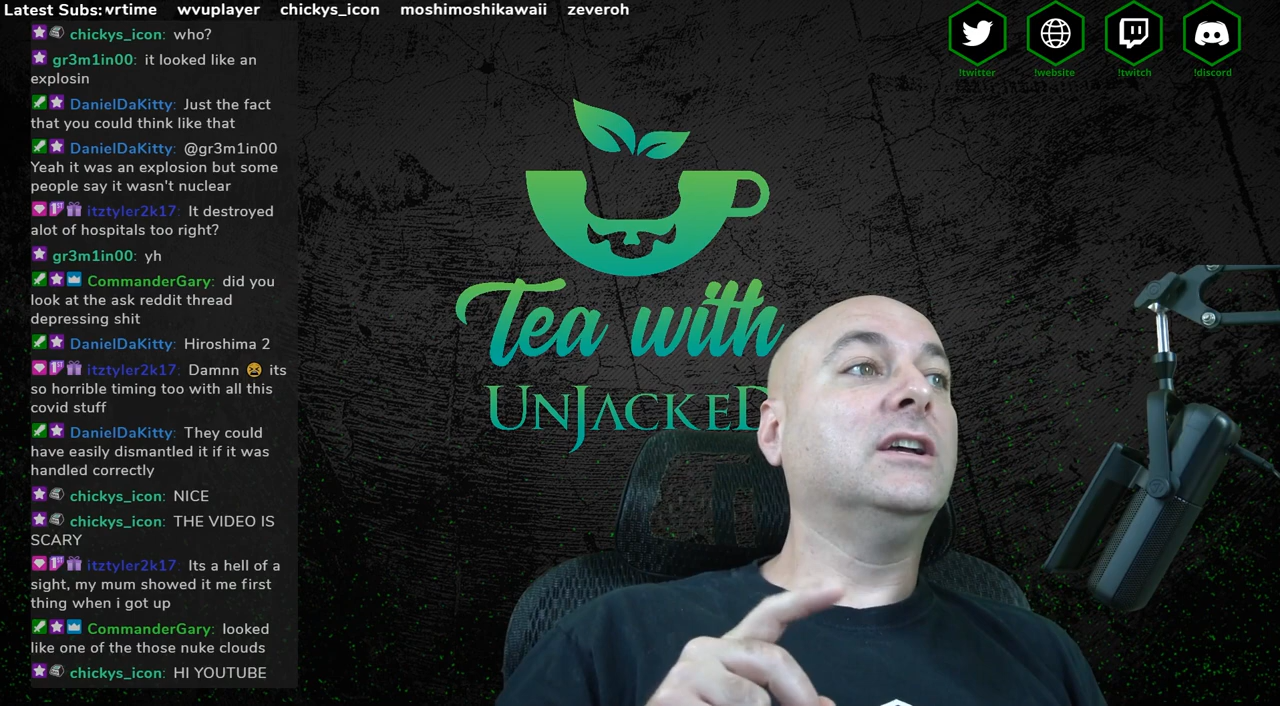 Latest Subs: vrtime wvuplayer chickys_icon moshimoshikawaii zeveroh
chickys_icon: who?
gr3m1in00: it looked like an
explosin
DanielDaKitty: Just the fact
that you could think like that
DanielDaKitty: @gr3m1in00
Yeah it was an explosion but some
people say it wasn't nuclear
itztyler2k17: It destroyed
alot of hospitals too right?
gr3m1in00: yh
CommanderGary: did you
look at the ask reddit thread
depressing shit
DanielDaKitty: Hiroshima 2
itztyler2k17: Damnn 😫 its
so horrible timing too with all this
covid stuff
DanielDaKitty: They could
have easily dismantled it if it was
handled correctly
chickys_icon: NICE
chickys_icon: THE VIDEO IS
SCARY
itztyler2k17: Its a hell of a
sight, my mum showed it me first
thing when i got up
CommanderGary: looked
like one of the those nuke clouds
chickys_icon: HI YOUTUBE
Tea with
UNJACKED
!twitter !website !twitch !discord